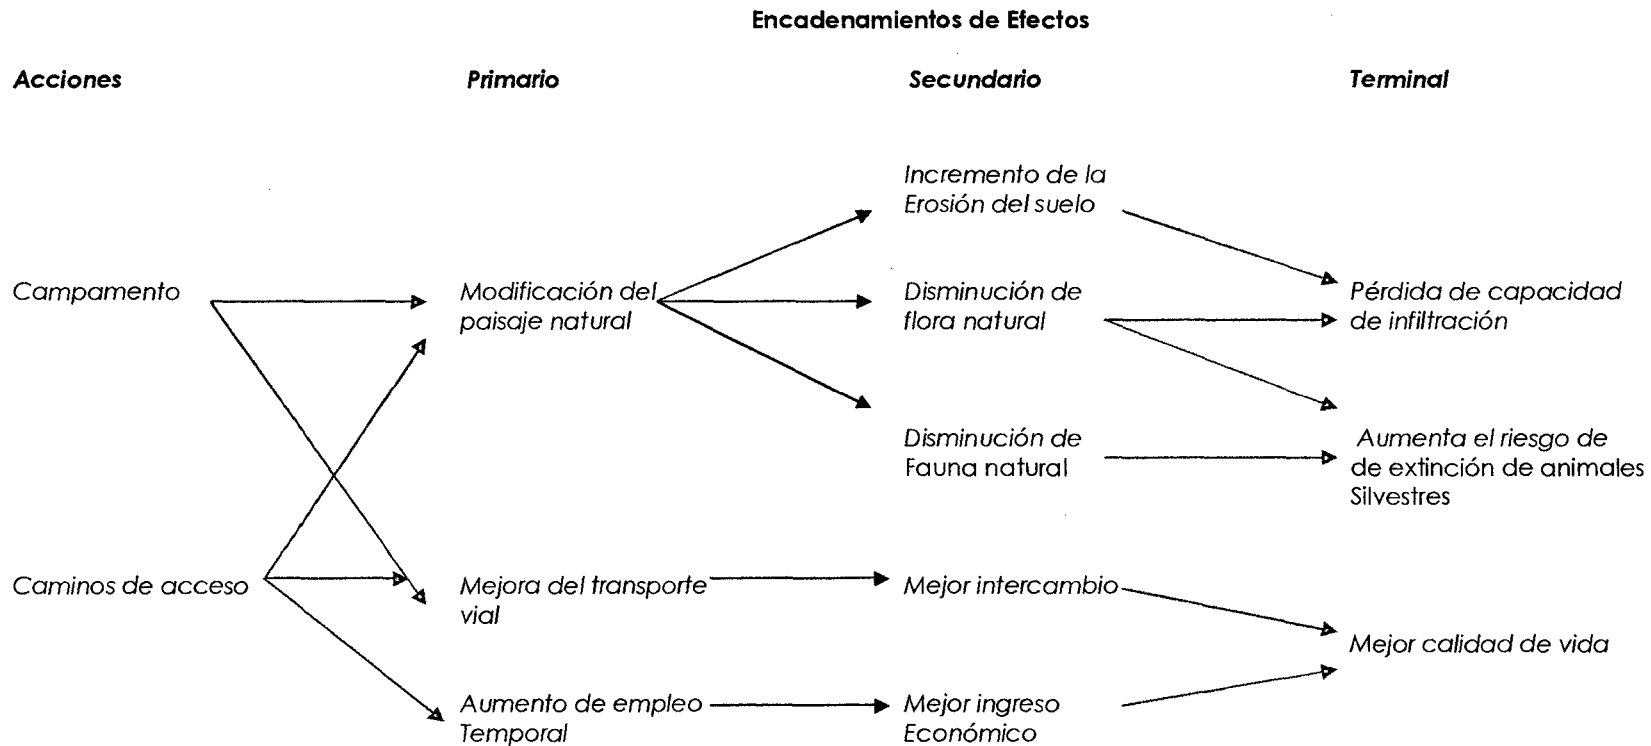 Encadenamientos de Efectos
Acciones
Primario
Secundario
Terminal
Incremento de la
Erosión del suelo
Campamento
Modificación del
paisaje natural
Disminución de
flora natural
Pérdida de capacidad
de infiltración
Disminución de
Fauna natural
Aumenta el riesgo de
de extinción de animales
Silvestres
Caminos de acceso
Mejora del transporte
vial
Mejor intercambio
Mejor calidad de vida
Aumento de empleo
Temporal
Mejor ingreso
Económico